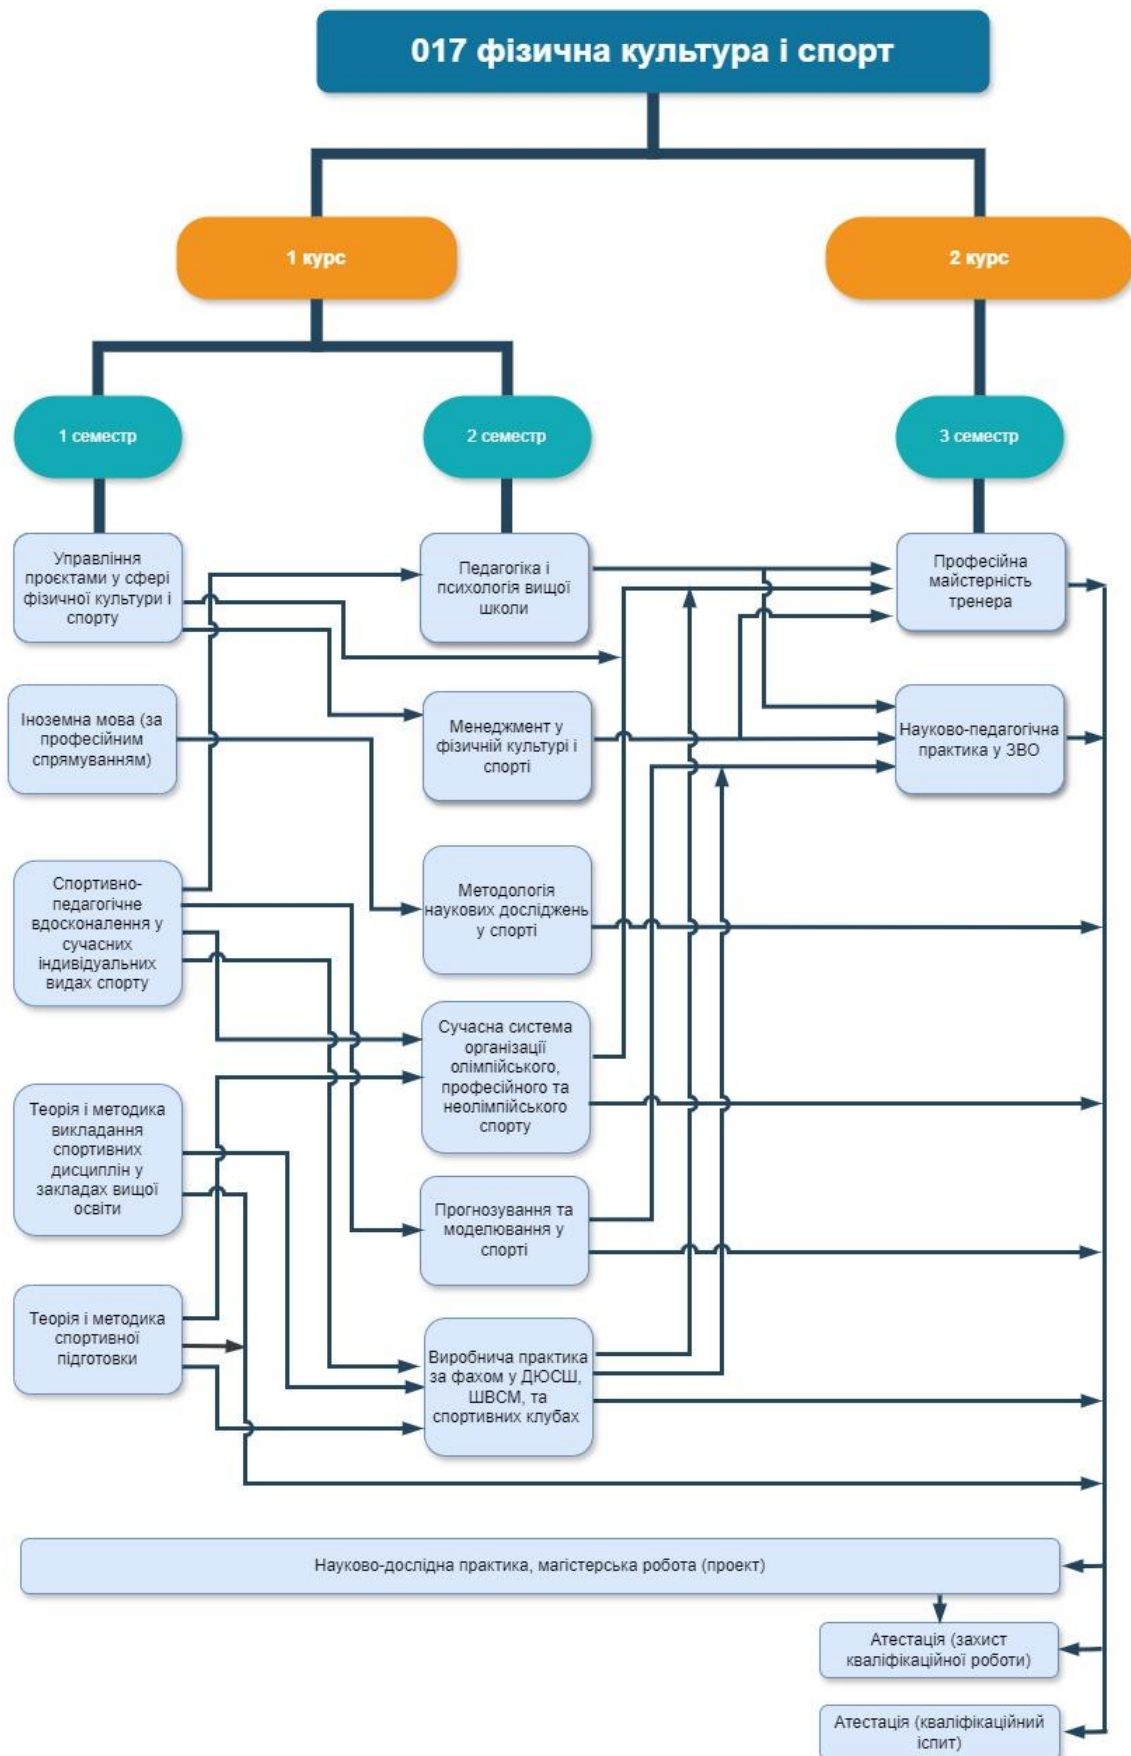 017 фізична культура і спорт
1 курс
2 курс
1 семестр
2 семестр
3 семестр
Управління
проєктами у сфері
фізичної культури і
спорту
Педагогіка і
психологія вищої
школи
Професійна
майстерність
тренера
Іноземна мова (за
професійним
спрямуванням)
Менеджмент у
фізичній культурі і
спорті
Науково-педагогічна
практика у ЗВО
Спортивно-
педагогічне
вдосконалення у
сучасних
індивідуальних
видах спорту
Методологія
наукових досліджень
у спорті
Сучасна система
організації
олімпійського,
професійного та
неолімпійського
спорту
Теорія і методика
викладання
спортивних
дисциплін у
закладах вищої
освіти
Прогнозування та
моделювання у
спорті
Теорія і методика
спортивної
підготовки
Виробнича практика
за фахом у ДЮСШ,
ШВСМ, та
спортивних клубах
Науково-дослідна практика, магістерська робота (проект)
Атестація (захист
кваліфікаційної роботи)
Атестація (кваліфікаційний
іспит)